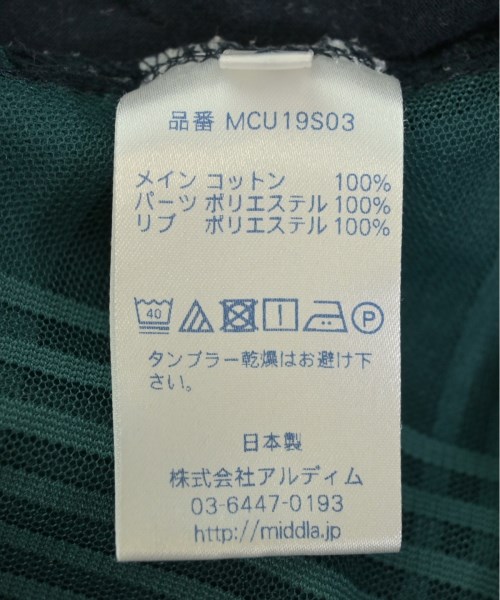 品番 MCU19S03
メイン コットン 100%
パーツ ポリエステル 100%
リブ ポリエステル 100%
40 P
タンブラー乾燥はお避け下
さい。
日本製
株式会社アルディム
03-6447-0193
http://middla.jp